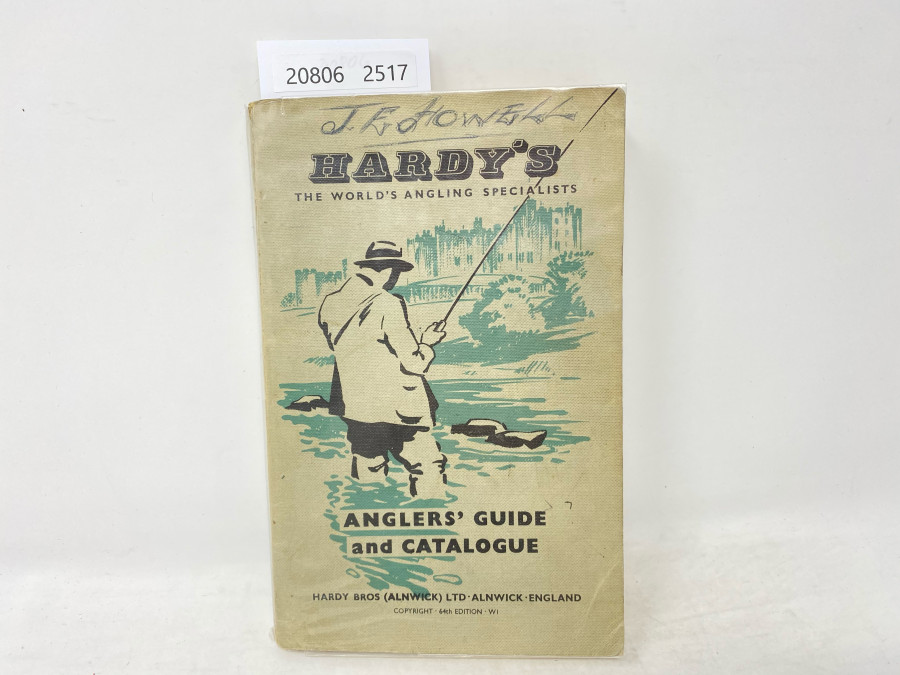 20806 2517
J. E. HOWELL
HARDY'S
THE WORLD'S ANGLING SPECIALISTS
ANGLERS' GUIDE
and CATALOGUE
HARDY BROS (ALNWICK) LTD · ALNWICK · ENGLAND
COPYRIGHT · 64th EDITION · W1